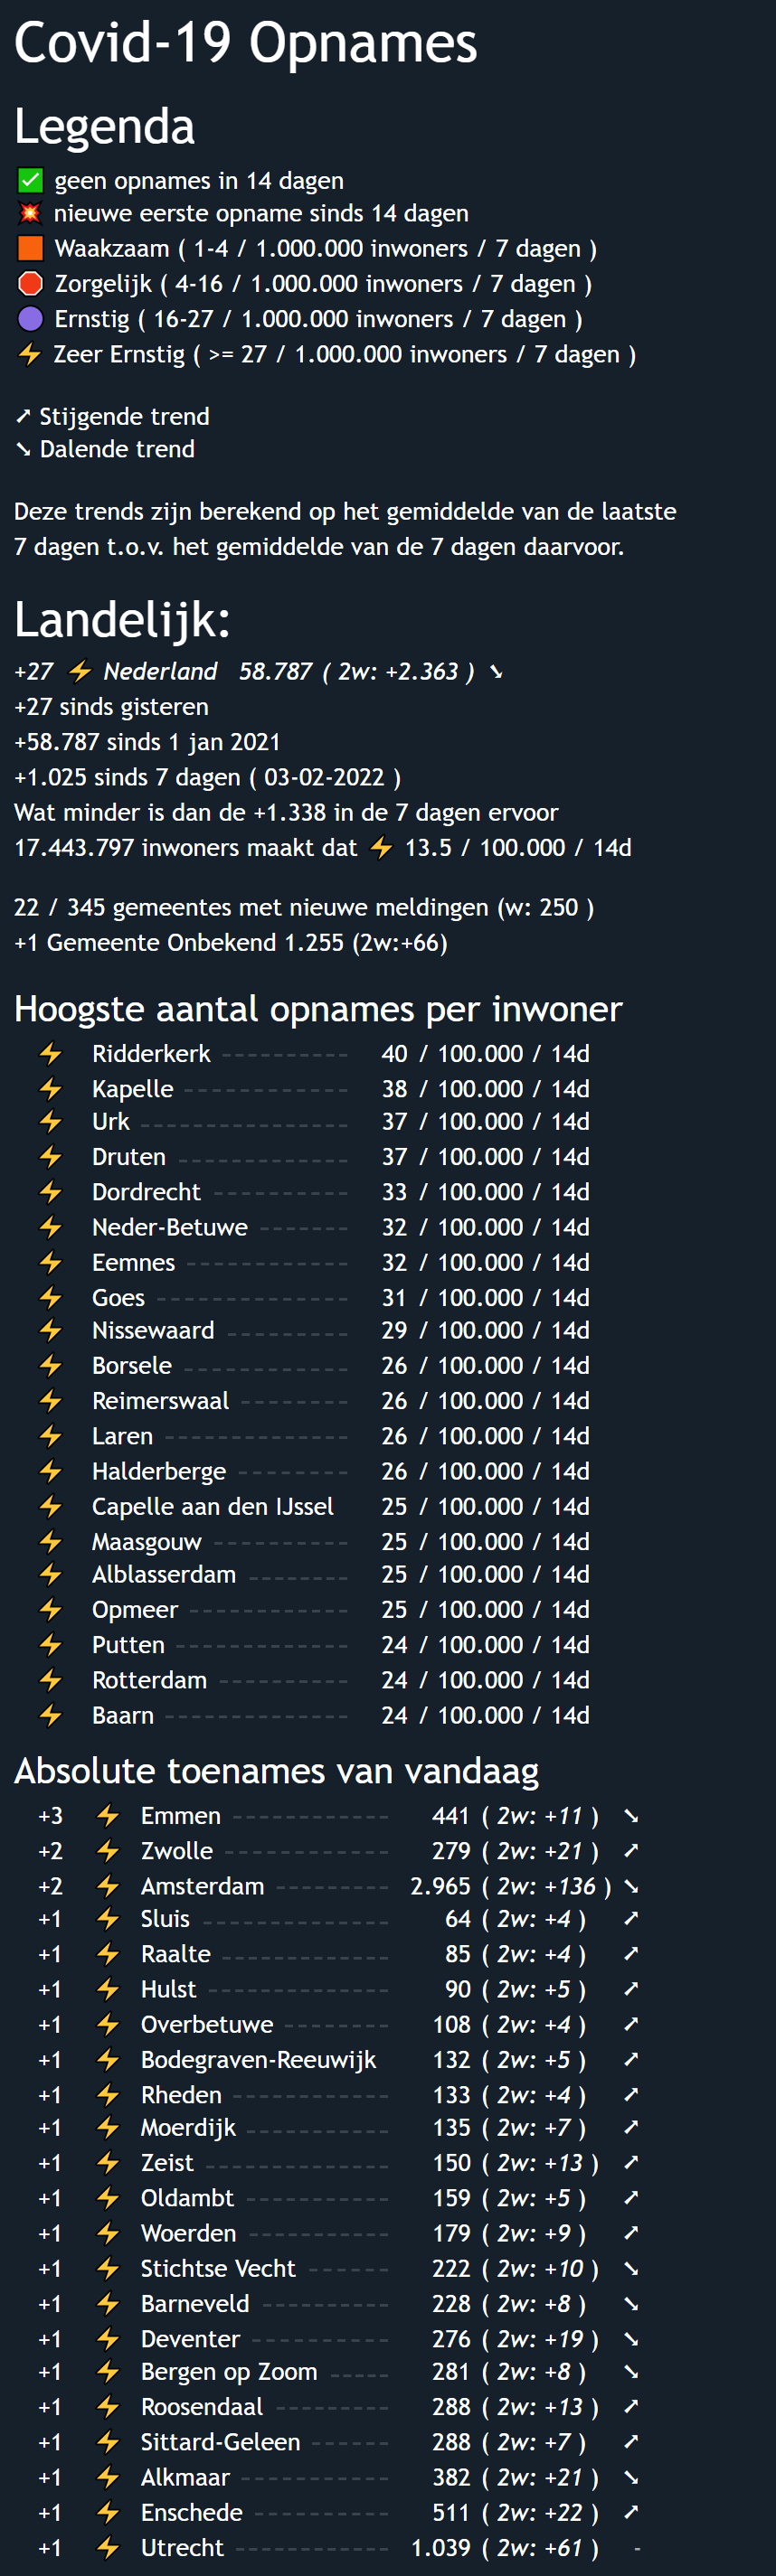 Covid-19 Opnames
Legenda
✅ geen opnames in 14 dagen
💥 nieuwe eerste opname sinds 14 dagen
🟧 Waakzaam ( 1-4 / 1.000.000 inwoners / 7 dagen )
🛑 Zorgelijk ( 4-16 / 1.000.000 inwoners / 7 dagen )
🟣 Ernstig ( 16-27 / 1.000.000 inwoners / 7 dagen )
⚡ Zeer Ernstig ( >= 27 / 1.000.000 inwoners / 7 dagen )
➚ Stijgende trend
➘ Dalende trend
Deze trends zijn berekend op het gemiddelde van de laatste
7 dagen t.o.v. het gemiddelde van de 7 dagen daarvoor.
Landelijk:
+27 ⚡ Nederland 58.787 ( 2w: +2.363 ) ➘
+27 sinds gisteren
+58.787 sinds 1 jan 2021
+1.025 sinds 7 dagen ( 03-02-2022 )
Wat minder is dan de +1.338 in de 7 dagen ervoor
17.443.797 inwoners maakt dat ⚡ 13.5 / 100.000 / 14d
22 / 345 gemeentes met nieuwe meldingen (w: 250 )
+1 Gemeente Onbekend 1.255 (2w:+66)
Hoogste aantal opnames per inwoner
⚡ Ridderkerk ---------- 40 / 100.000 / 14d
⚡ Kapelle ------------- 38 / 100.000 / 14d
⚡ Urk ---------------- 37 / 100.000 / 14d
⚡ Druten ------------- 37 / 100.000 / 14d
⚡ Dordrecht ----------- 33 / 100.000 / 14d
⚡ Neder-Betuwe ------- 32 / 100.000 / 14d
⚡ Eemnes ------------- 32 / 100.000 / 14d
⚡ Goes --------------- 31 / 100.000 / 14d
⚡ Nissewaard ---------- 29 / 100.000 / 14d
⚡ Borsele ------------- 26 / 100.000 / 14d
⚡ Reimerswaal -------- 26 / 100.000 / 14d
⚡ Laren -------------- 26 / 100.000 / 14d
⚡ Halderberge -------- 26 / 100.000 / 14d
⚡ Capelle aan den IJssel 25 / 100.000 / 14d
⚡ Maasgouw ----------- 25 / 100.000 / 14d
⚡ Alblasserdam -------- 25 / 100.000 / 14d
⚡ Opmeer ------------ 25 / 100.000 / 14d
⚡ Putten ------------- 24 / 100.000 / 14d
⚡ Rotterdam ---------- 24 / 100.000 / 14d
⚡ Baarn -------------- 24 / 100.000 / 14d
Absolute toenames van vandaag
+3 ⚡ Emmen ------------ 441 ( 2w: +11 ) ➘
+2 ⚡ Zwolle ------------- 279 ( 2w: +21 ) ➚
+2 ⚡ Amsterdam --------- 2.965 ( 2w: +136 ) ➘
+1 ⚡ Sluis -------------- 64 ( 2w: +4 ) ➚
+1 ⚡ Raalte ------------- 85 ( 2w: +4 ) ➚
+1 ⚡ Hulst -------------- 90 ( 2w: +5 ) ➚
+1 ⚡ Overbetuwe -------- 108 ( 2w: +4 ) ➚
+1 ⚡ Bodegraven-Reeuwijk 132 ( 2w: +5 ) ➚
+1 ⚡ Rheden ------------ 133 ( 2w: +4 ) ➚
+1 ⚡ Moerdijk ----------- 135 ( 2w: +7 ) ➚
+1 ⚡ Zeist -------------- 150 ( 2w: +13 ) ➚
+1 ⚡ Oldambt ----------- 159 ( 2w: +5 ) ➚
+1 ⚡ Woerden ----------- 179 ( 2w: +9 ) ➚
+1 ⚡ Stichtse Vecht ------ 222 ( 2w: +10 ) ➘
+1 ⚡ Barneveld ---------- 228 ( 2w: +8 ) ➘
+1 ⚡ Deventer ----------- 276 ( 2w: +19 ) ➘
+1 ⚡ Bergen op Zoom ----- 281 ( 2w: +8 ) ➘
+1 ⚡ Roosendaal --------- 288 ( 2w: +13 ) ➚
+1 ⚡ Sittard-Geleen ------ 288 ( 2w: +7 ) ➚
+1 ⚡ Alkmaar ------------ 382 ( 2w: +21 ) ➘
+1 ⚡ Enschede ----------- 511 ( 2w: +22 ) ➚
+1 ⚡ Utrecht ------------ 1.039 ( 2w: +61 ) -